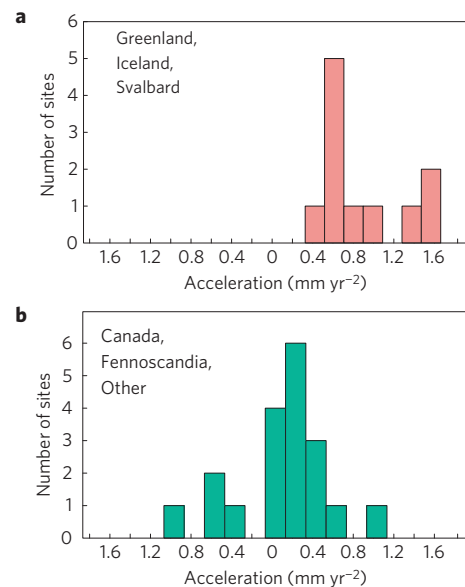 a
Greenland,
Iceland,
Svalbard
Number of sites
6
5
4
3
2
1
0
1.6 1.2 0.8 0.4 0 0.4 0.8 1.2 1.6
Acceleration (mm yr⁻²)
b
Canada,
Fennoscandia,
Other
Number of sites
6
5
4
3
2
1
0
1.6 1.2 0.8 0.4 0 0.4 0.8 1.2 1.6
Acceleration (mm yr⁻²)